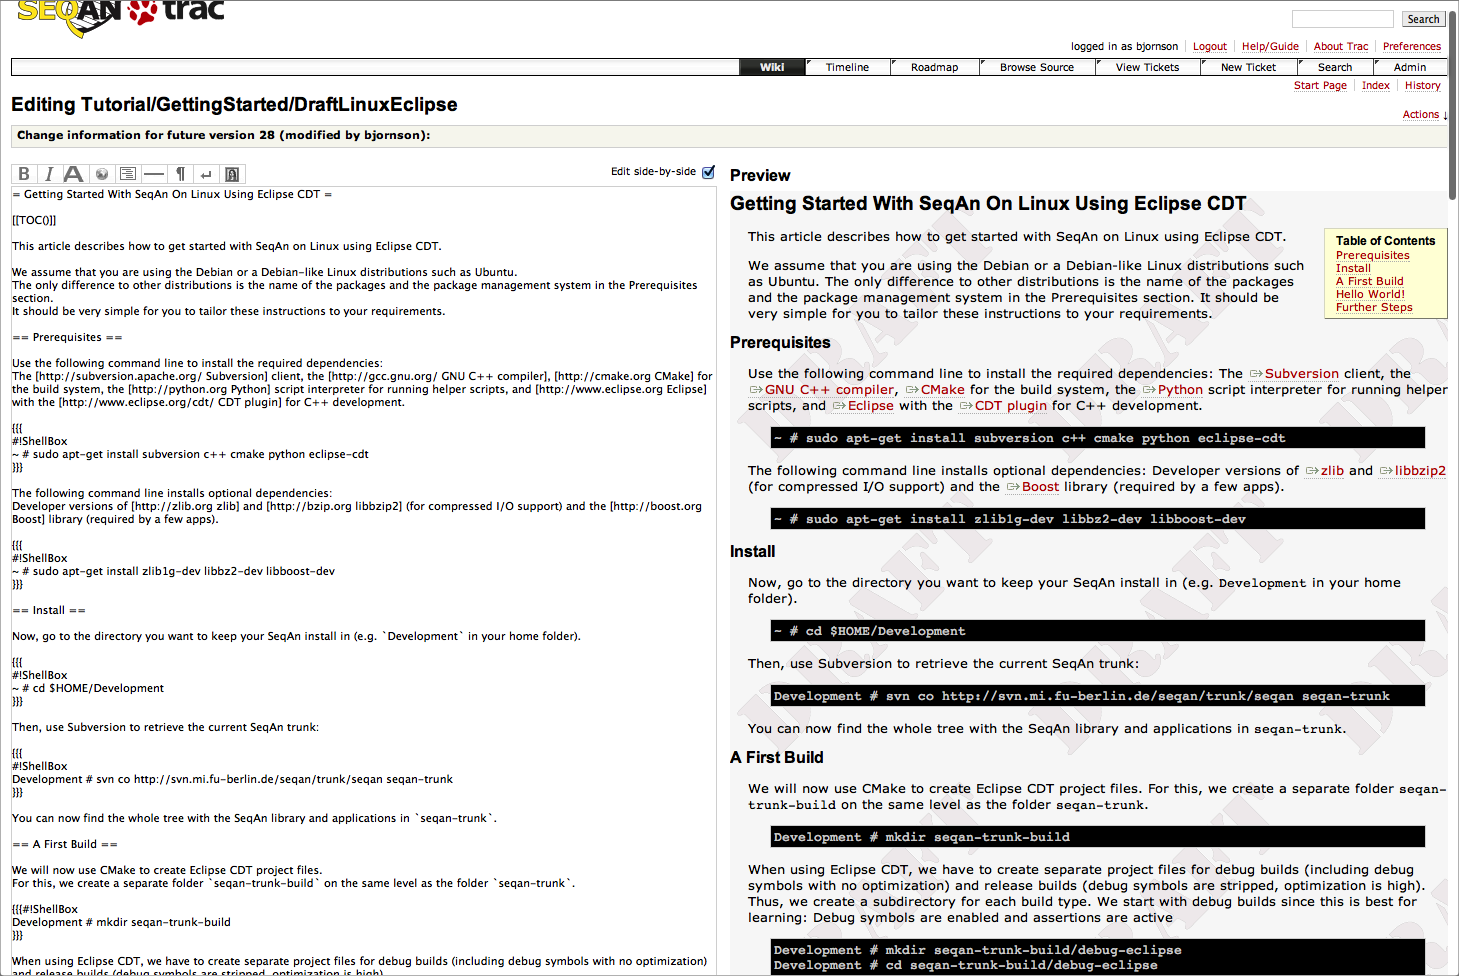 SEQAN trac
Search
logged in as bjornson Logout Help/Guide About Trac Preferences
Wiki Timeline Roadmap Browse Source View Tickets New Ticket Search Admin
Start Page Index History
Editing Tutorial/GettingStarted/DraftLinuxEclipse
Actions ↓
Change information for future version 28 (modified by bjornson):
B I A ¶ Edit side-by-side
= Getting Started With SeqAn On Linux Using Eclipse CDT =
[[TOC()]]
This article describes how to get started with SeqAn on Linux using Eclipse CDT.
We assume that you are using the Debian or a Debian-like Linux distributions such as Ubuntu.
The only difference to other distributions is the name of the packages and the package management system in the Prerequisites
section.
It should be very simple for you to tailor these instructions to your requirements.
== Prerequisites ==
Use the following command line to install the required dependencies:
The [http://subversion.apache.org/ Subversion] client, the [http://gcc.gnu.org/ GNU C++ compiler], [http://cmake.org CMake] for
the build system, the [http://python.org Python] script interpreter for running helper scripts, and [http://www.eclipse.org Eclipse]
with the [http://www.eclipse.org/cdt/ CDT plugin] for C++ development.
{{{
#!ShellBox
~ # sudo apt-get install subversion c++ cmake python eclipse-cdt
}}}
The following command line installs optional dependencies:
Developer versions of [http://zlib.org zlib] and [http://bzip.org libbzip2] (for compressed I/O support) and the [http://boost.org
Boost] library (required by a few apps).
{{{
#!ShellBox
~ # sudo apt-get install zlib1g-dev libbz2-dev libboost-dev
}}}
== Install ==
Now, go to the directory you want to keep your SeqAn install in (e.g. `Development` in your home folder).
{{{
#!ShellBox
~ # cd $HOME/Development
}}}
Then, use Subversion to retrieve the current SeqAn trunk:
{{{
#!ShellBox
Development # svn co http://svn.mi.fu-berlin.de/seqan/trunk/seqan seqan-trunk
}}}
You can now find the whole tree with the SeqAn library and applications in `seqan-trunk`.
== A First Build ==
We will now use CMake to create Eclipse CDT project files.
For this, we create a separate folder `seqan-trunk-build` on the same level as the folder `seqan-trunk`.
{{{#!ShellBox
Development # mkdir seqan-trunk-build
}}}
When using Eclipse CDT, we have to create separate project files for debug builds (including debug symbols with no optimization)
and release builds (debug symbols are stripped, optimization is high).
Preview
Getting Started With SeqAn On Linux Using Eclipse CDT
This article describes how to get started with SeqAn on Linux using Eclipse CDT.
Table of Contents
Prerequisites
Install
A First Build
Hello World!
Further Steps
We assume that you are using the Debian or a Debian-like Linux distributions such
as Ubuntu. The only difference to other distributions is the name of the packages
and the package management system in the Prerequisites section. It should be
very simple for you to tailor these instructions to your requirements.
Prerequisites
Use the following command line to install the required dependencies: The Subversion client, the
GNU C++ compiler, CMake for the build system, the Python script interpreter for running helper
scripts, and Eclipse with the CDT plugin for C++ development.
~ # sudo apt-get install subversion c++ cmake python eclipse-cdt
The following command line installs optional dependencies: Developer versions of zlib and libbzip2
(for compressed I/O support) and the Boost library (required by a few apps).
~ # sudo apt-get install zlib1g-dev libbz2-dev libboost-dev
Install
Now, go to the directory you want to keep your SeqAn install in (e.g. Development in your home
folder).
~ # cd $HOME/Development
Then, use Subversion to retrieve the current SeqAn trunk:
Development # svn co http://svn.mi.fu-berlin.de/seqan/trunk/seqan seqan-trunk
You can now find the whole tree with the SeqAn library and applications in seqan-trunk.
A First Build
We will now use CMake to create Eclipse CDT project files. For this, we create a separate folder seqan-
trunk-build on the same level as the folder seqan-trunk.
Development # mkdir seqan-trunk-build
When using Eclipse CDT, we have to create separate project files for debug builds (including debug
symbols with no optimization) and release builds (debug symbols are stripped, optimization is high).
Thus, we create a subdirectory for each build type. We start with debug builds since this is best for
learning: Debug symbols are enabled and assertions are active
Development # mkdir seqan-trunk-build/debug-eclipse
Development # cd seqan-trunk-build/debug-eclipse
DRAFT